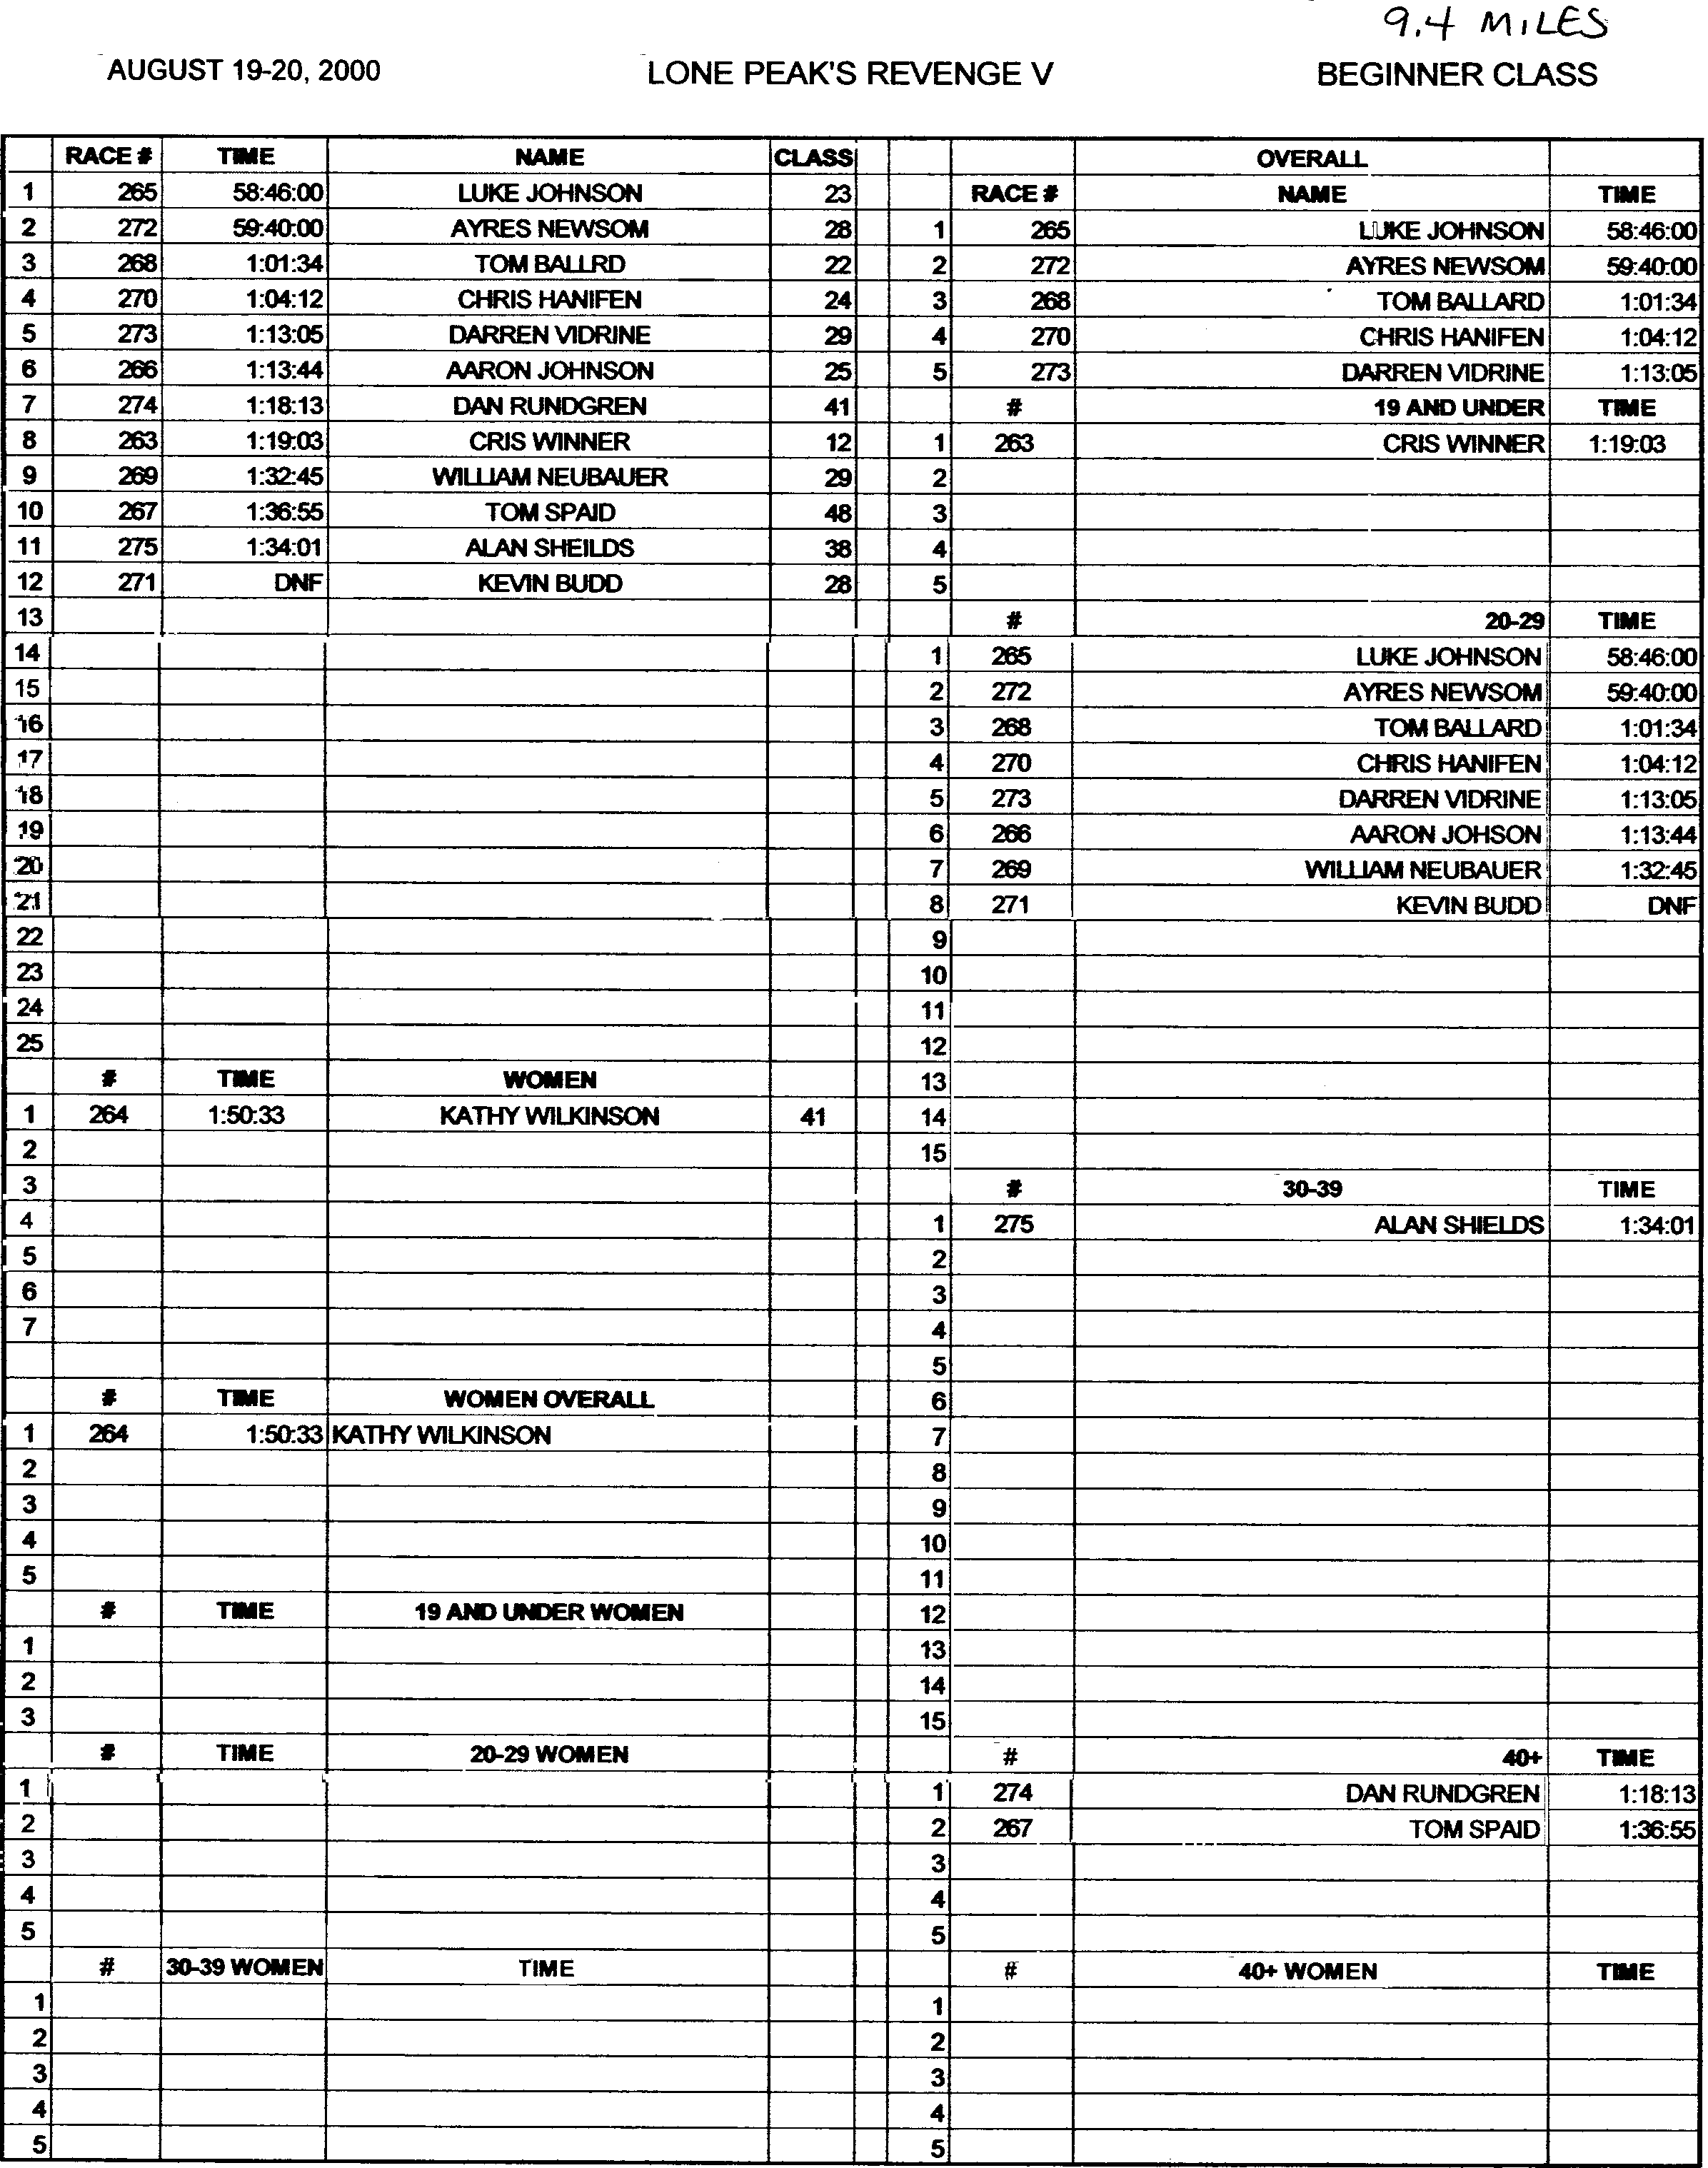 9.4 MILES
AUGUST 19-20, 2000 LONE PEAK'S REVENGE V BEGINNER CLASS
RACE # TIME NAME CLASS OVERALL
1 265 58:46:00 LUKE JOHNSON 23 RACE # NAME TIME
2 272 59:40:00 AYRES NEWSOM 28 1 265 LUKE JOHNSON 58:46:00
3 268 1:01:34 TOM BALLRD 22 2 272 AYRES NEWSOM 59:40:00
4 270 1:04:12 CHRIS HANIFEN 24 3 268 TOM BALLARD 1:01:34
5 273 1:13:05 DARREN VIDRINE 29 4 270 CHRIS HANIFEN 1:04:12
6 266 1:13:44 AARON JOHNSON 25 5 273 DARREN VIDRINE 1:13:05
7 274 1:18:13 DAN RUNDGREN 41 # 19 AND UNDER TIME
8 263 1:19:03 CRIS WINNER 12 1 263 CRIS WINNER 1:19:03
9 269 1:32:45 WILLIAM NEUBAUER 29 2
10 267 1:36:55 TOM SPAID 48 3
11 275 1:34:01 ALAN SHEILDS 38 4
12 271 DNF KEVIN BUDD 28 5
13 # 20-29 TIME
14 1 265 LUKE JOHNSON 58:46:00
15 2 272 AYRES NEWSOM 59:40:00
16 3 268 TOM BALLARD 1:01:34
17 4 270 CHRIS HANIFEN 1:04:12
18 5 273 DARREN VIDRINE 1:13:05
19 6 266 AARON JOHSON 1:13:44
20 7 269 WILLIAM NEUBAUER 1:32:45
21 8 271 KEVIN BUDD DNF
22 9
23 10
24 11
25 12
# TIME WOMEN 13
1 264 1:50:33 KATHY WILKINSON 41 14
2 15
3 # 30-39 TIME
4 1 275 ALAN SHIELDS 1:34:01
5 2
6 3
7 4
5
# TIME WOMEN OVERALL 6
1 264 1:50:33 KATHY WILKINSON 7
2 8
3 9
4 10
5 11
# TIME 19 AND UNDER WOMEN 12
1 13
2 14
3 15
# TIME 20-29 WOMEN # 40+ TIME
1 1 274 DAN RUNDGREN 1:18:13
2 2 267 TOM SPAID 1:36:55
3 3
4 4
5 5
# 30-39 WOMEN TIME # 40+ WOMEN TIME
1 1
2 2
3 3
4 4
5 5